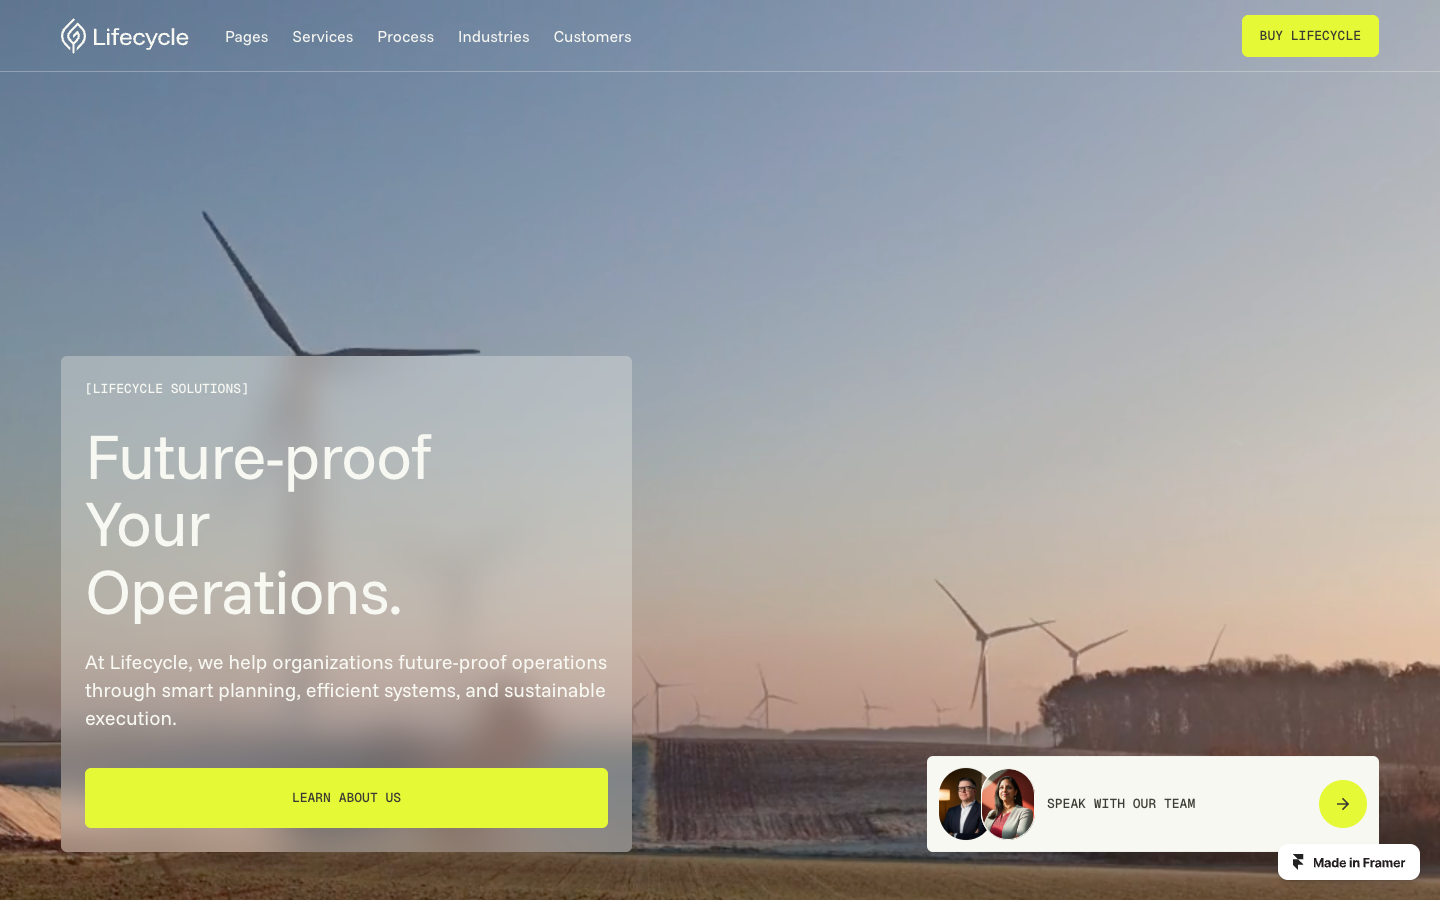 Lifecycle
Pages
Services
Process
Industries
Customers
BUY LIFECYCLE
[LIFECYCLE SOLUTIONS]
Future-proof
Your
Operations.
At Lifecycle, we help organizations future-proof operations
through smart planning, efficient systems, and sustainable
execution.
LEARN ABOUT US
SPEAK WITH OUR TEAM
Made in Framer